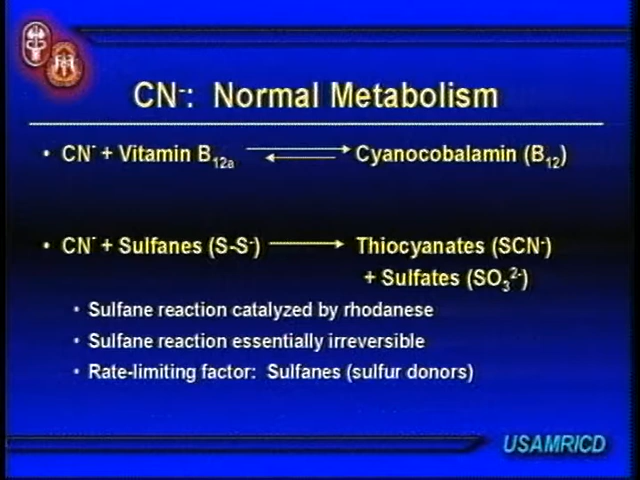 CN⁻: Normal Metabolism
• CN⁻ + Vitamin B₁₂ₐ ⇄ Cyanocobalamin (B₁₂)
• CN⁻ + Sulfanes (S-S⁻) → Thiocyanates (SCN⁻)
+ Sulfates (SO₃²⁻)
• Sulfane reaction catalyzed by rhodanese
• Sulfane reaction essentially irreversible
• Rate-limiting factor: Sulfanes (sulfur donors)
USAMRICD